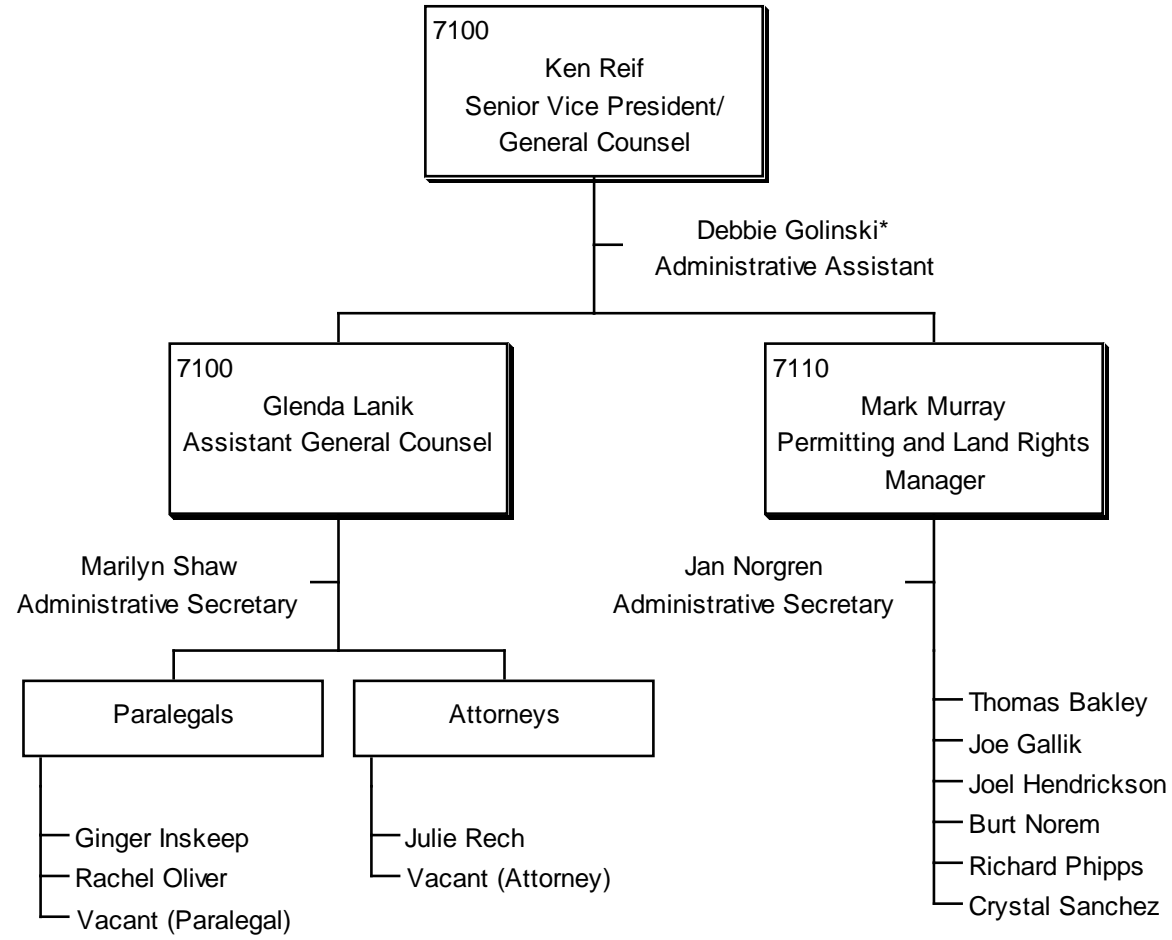 7100
Ken Reif
Senior Vice President/
General Counsel
Debbie Golinski*
Administrative Assistant
7100
Glenda Lanik
Assistant General Counsel
7110
Mark Murray
Permitting and Land Rights
Manager
Marilyn Shaw
Administrative Secretary
Jan Norgren
Administrative Secretary
Paralegals
Ginger Inskeep
Rachel Oliver
Vacant (Paralegal)
Attorneys
Julie Rech
Vacant (Attorney)
Thomas Bakley
Joe Gallik
Joel Hendrickson
Burt Norem
Richard Phipps
Crystal Sanchez